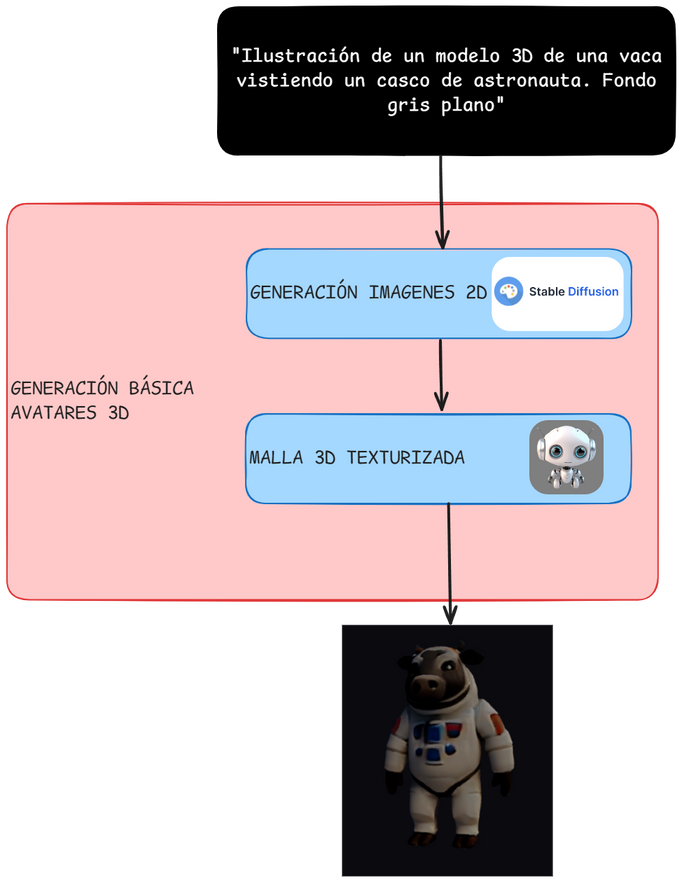 "Ilustración de un modelo 3D de una vaca
vistiendo un casco de astronauta. Fondo
gris plano"
GENERACIÓN IMAGENES 2D
Stable Diffusion
GENERACIÓN BÁSICA
AVATARES 3D
MALLA 3D TEXTURIZADA